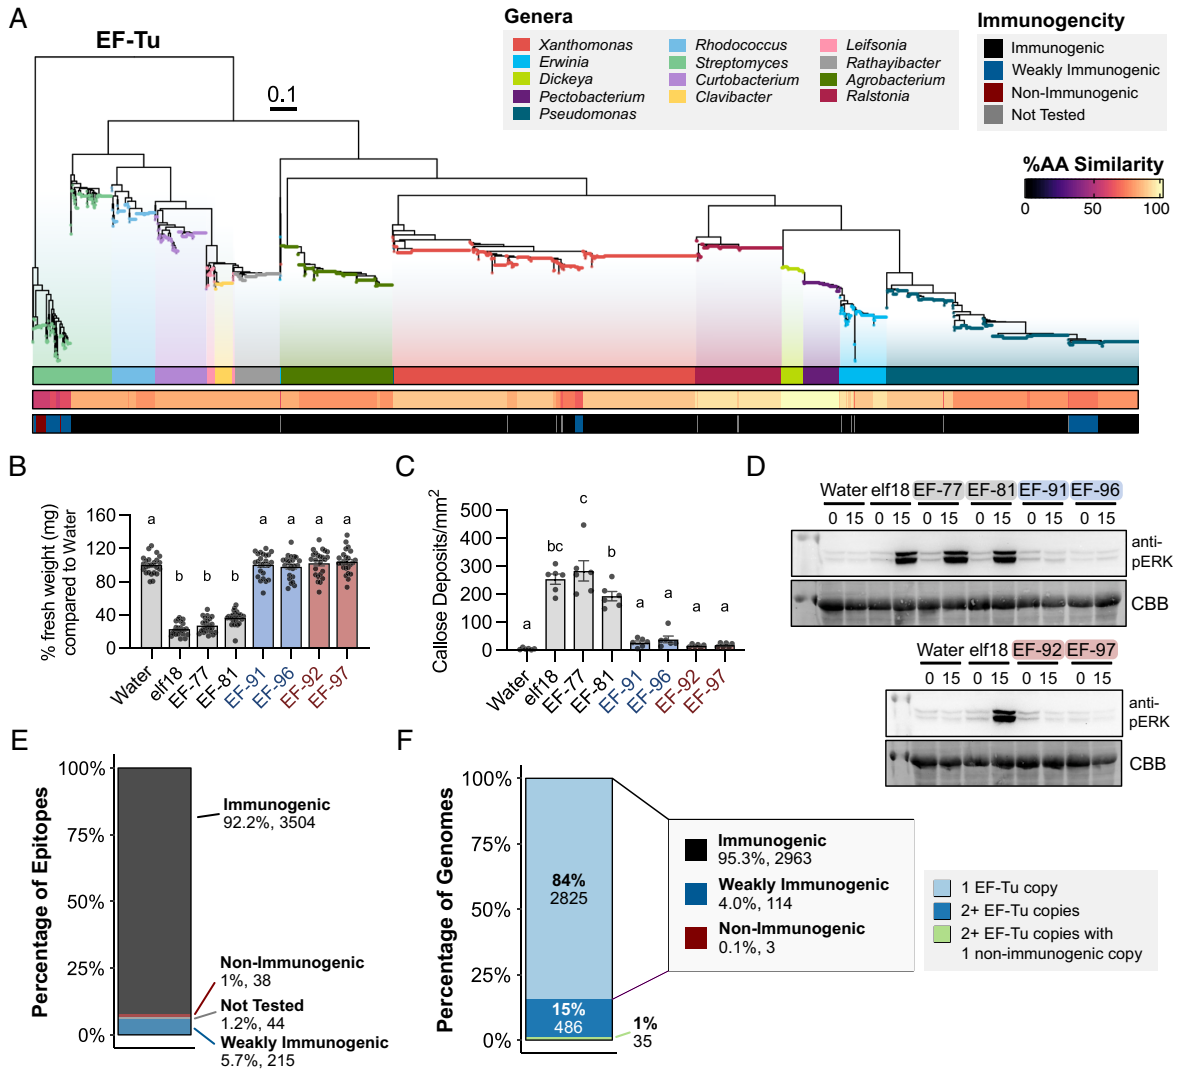 A
EF-Tu
0.1
Genera
Xanthomonas
Erwinia
Dickeya
Pectobacterium
Pseudomonas
Rhodococcus
Streptomyces
Curtobacterium
Clavibacter
Leifsonia
Rathayibacter
Agrobacterium
Ralstonia
Immunogencity
Immunogenic
Weakly Immunogenic
Non-Immunogenic
Not Tested
%AA Similarity
0 50 100
B
% fresh weight (mg)
compared to Water
160
120
80
40
0
a b b b a a a a
Water elf18 EF-77 EF-81 EF-91 EF-96 EF-92 EF-97
C
Callose Deposits/mm2
500
400
300
200
100
0
a bc c b a a a a
Water elf18 EF-77 EF-81 EF-91 EF-96 EF-92 EF-97
D
Water elf18 EF-77 EF-81 EF-91 EF-96
0 15 0 15 0 15 0 15 0 15 0 15
anti-
pERK
CBB
Water elf18 EF-92 EF-97
0 15 0 15 0 15 0 15
anti-
pERK
CBB
E
Percentage of Epitopes
100%
75%
50%
25%
0%
Immunogenic
92.2%, 3504
Non-Immunogenic
1%, 38
Not Tested
1.2%, 44
Weakly Immunogenic
5.7%, 215
F
Percentage of Genomes
100%
75%
50%
25%
0%
84%
2825
15%
486
1%
35
Immunogenic
95.3%, 2963
Weakly Immunogenic
4.0%, 114
Non-Immunogenic
0.1%, 3
1 EF-Tu copy
2+ EF-Tu copies
2+ EF-Tu copies with
1 non-immunogenic copy